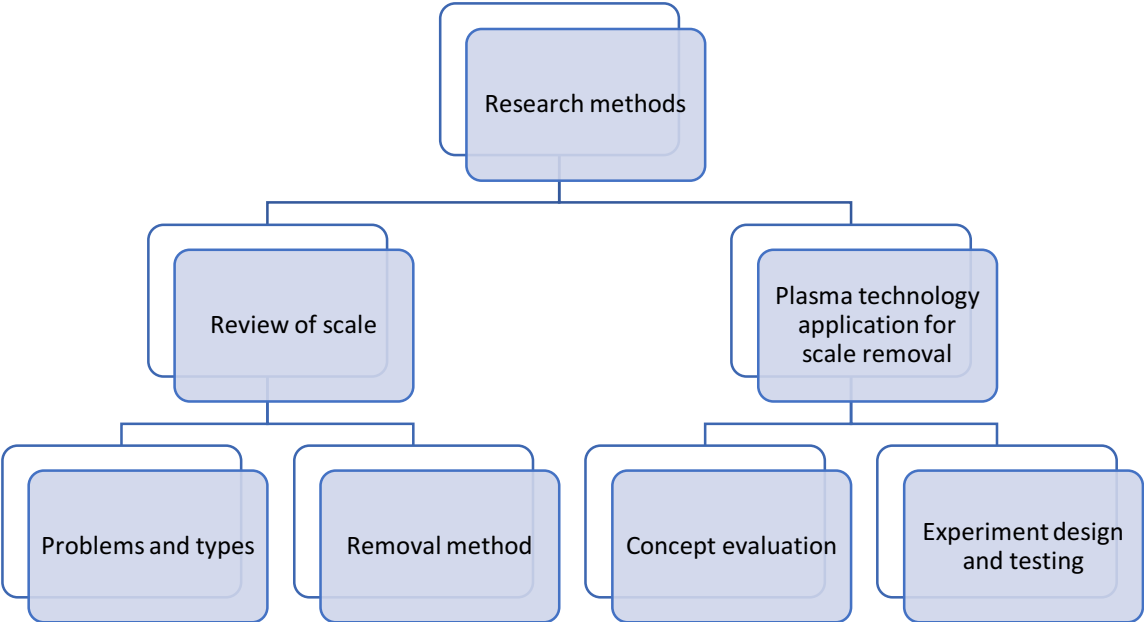 Research methods
Review of scale
Plasma technology
application for
scale removal
Problems and types
Removal method
Concept evaluation
Experiment design
and testing